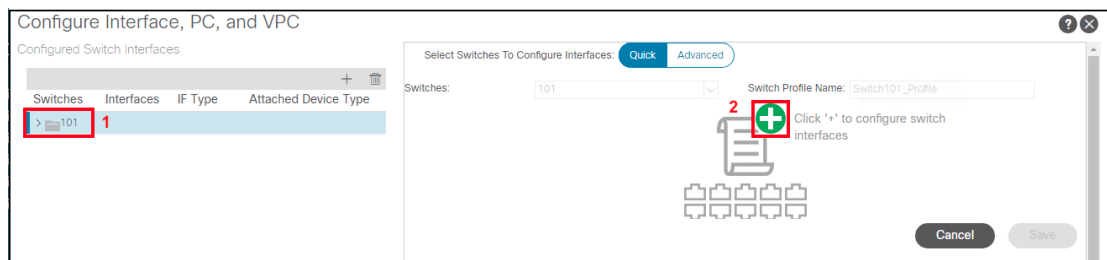 Configure Interface, PC, and VPC
Configured Switch Interfaces
Select Switches To Configure Interfaces: Quick Advanced
Switches Interfaces IF Type Attached Device Type
101 1
Switches: 101 Switch Profile Name: Switch101_Profile
2
Click '+' to configure switch
interfaces
Cancel Save